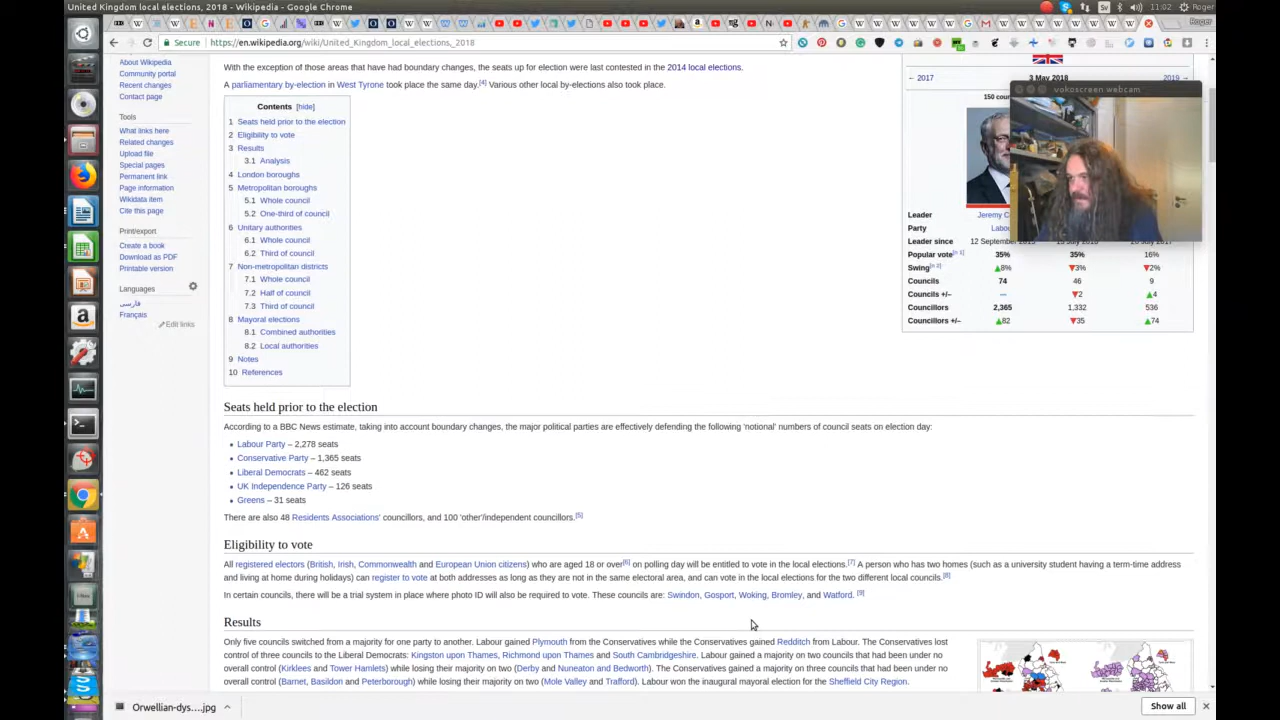 United Kingdom local elections, 2018 - Wikipedia - Google Chrome
Sv
11:02
Roger
Roger
Secure
https://en.wikipedia.org/wiki/United_Kingdom_local_elections,_2018
About Wikipedia
Community portal
Recent changes
Contact page
Tools
What links here
Related changes
Upload file
Special pages
Permanent link
Page information
Wikidata item
Cite this page
Print/export
Create a book
Download as PDF
Printable version
Languages
فارسی
Français
Edit links
With the exception of those areas that have had boundary changes, the seats up for election were last contested in the 2014 local elections.
A parliamentary by-election in West Tyrone took place the same day.[4] Various other local by-elections also took place.
Contents [hide]
1 Seats held prior to the election
2 Eligibility to vote
3 Results
3.1 Analysis
4 London boroughs
5 Metropolitan boroughs
5.1 Whole council
5.2 One-third of council
6 Unitary authorities
6.1 Whole council
6.2 Third of council
7 Non-metropolitan districts
7.1 Whole council
7.2 Half of council
7.3 Third of council
8 Mayoral elections
8.1 Combined authorities
8.2 Local authorities
9 Notes
10 References
← 2017 3 May 2018 2019 →
150
vokoscreen webcam
Leader
Party
Leader since 12
Popular vote[n 1] 35% 35% 16%
Swing[n 2] 8% 3% 2%
Councils 74 46 9
Councils +/– — 2 4
Councillors 2,365 1,332 536
Councillors +/– 82 35 74
Seats held prior to the election
According to a BBC News estimate, taking into account boundary changes, the major political parties are effectively defending the following 'notional' numbers of council seats on election day:
Labour Party – 2,278 seats
Conservative Party – 1,365 seats
Liberal Democrats – 462 seats
UK Independence Party – 126 seats
Greens – 31 seats
There are also 48 Residents Associations' councillors, and 100 'other'/independent councillors.[5]
Eligibility to vote
All registered electors (British, Irish, Commonwealth and European Union citizens) who are aged 18 or over[6] on polling day will be entitled to vote in the local elections.[7] A person who has two homes (such as a university student having a term-time address
and living at home during holidays) can register to vote at both addresses as long as they are not in the same electoral area, and can vote in the local elections for the two different local councils.[8]
In certain councils, there will be a trial system in place where photo ID will also be required to vote. These councils are: Swindon, Gosport, Woking, Bromley, and Watford. [9]
Results
Only five councils switched from a majority for one party to another. Labour gained Plymouth from the Conservatives while the Conservatives gained Redditch from Labour. The Conservatives lost
control of three councils to the Liberal Democrats: Kingston upon Thames, Richmond upon Thames and South Cambridgeshire. Labour gained a majority on two councils that had been under no
overall control (Kirklees and Tower Hamlets) while losing their majority on two (Derby and Nuneaton and Bedworth). The Conservatives gained a majority on three councils that had been under no
overall control (Barnet, Basildon and Peterborough) while losing their majority on two (Mole Valley and Trafford). Labour won the inaugural mayoral election for the Sheffield City Region.
Orwellian-dys....jpg
Show all